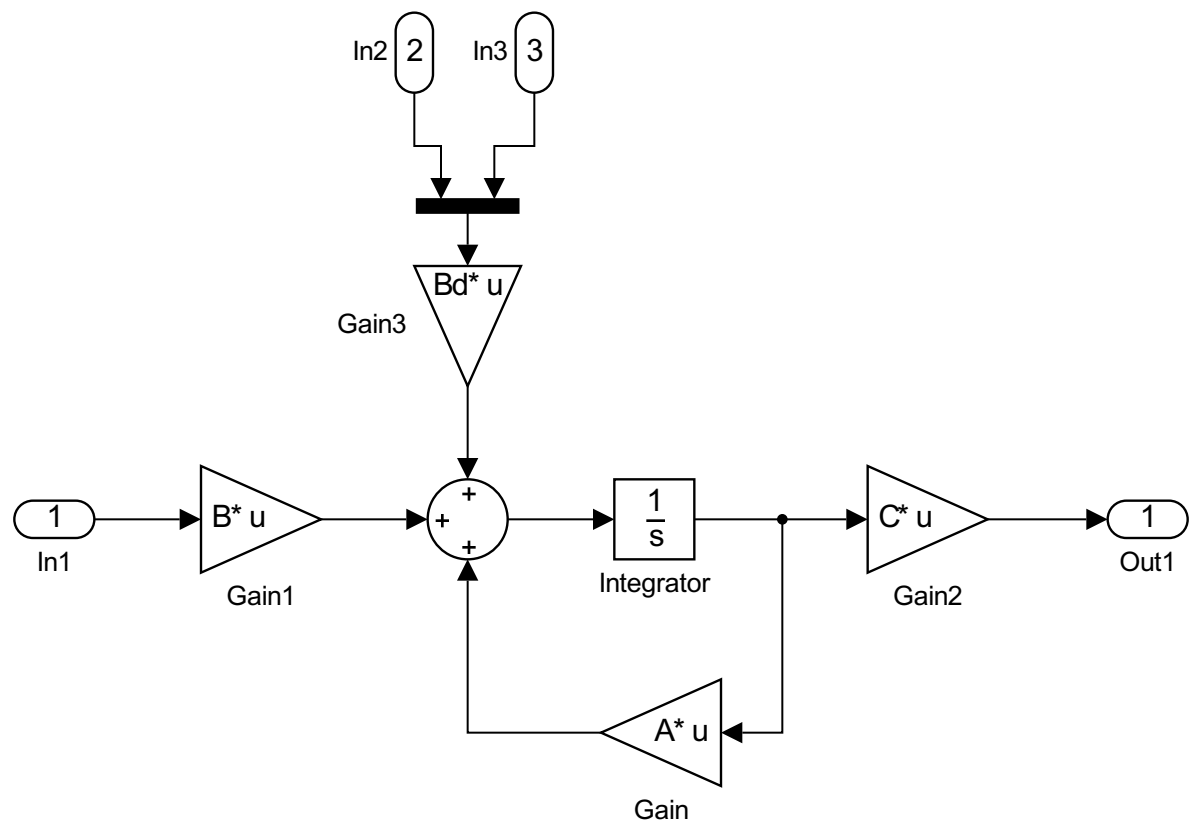 In2
2
In3
3
Bd* u
Gain3
1
In1
B* u
Gain1
+
+
+
1
s
Integrator
C* u
Gain2
1
Out1
A* u
Gain